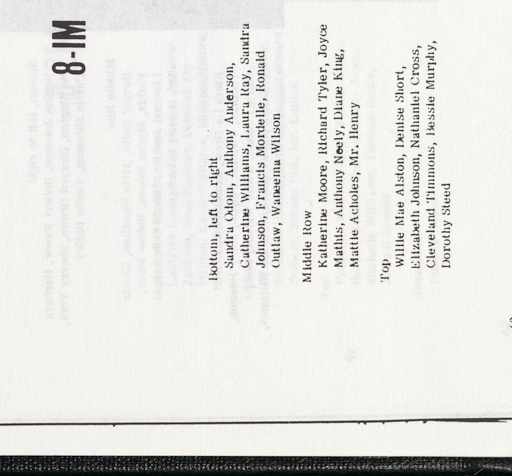 8-IM
Bottom, left to right
Sandra Odom, Anthony Anderson,
Catherine Williams, Laura Ray, Sandra
Johnson, Francis Mordelle, Ronald
Outlaw, Waneema Wilson
Middle Row
Katherine Moore, Richard Tyler, Joyce
Mathis, Anthony Neely, Diane King,
Mattie Acholes, Mr. Henry
Top
Willie Mae Alston, Denise Short,
Elizabeth Johnson, Nathaniel Cross,
Cleveland Timmons, Bessie Murphy,
Dorothy Steed